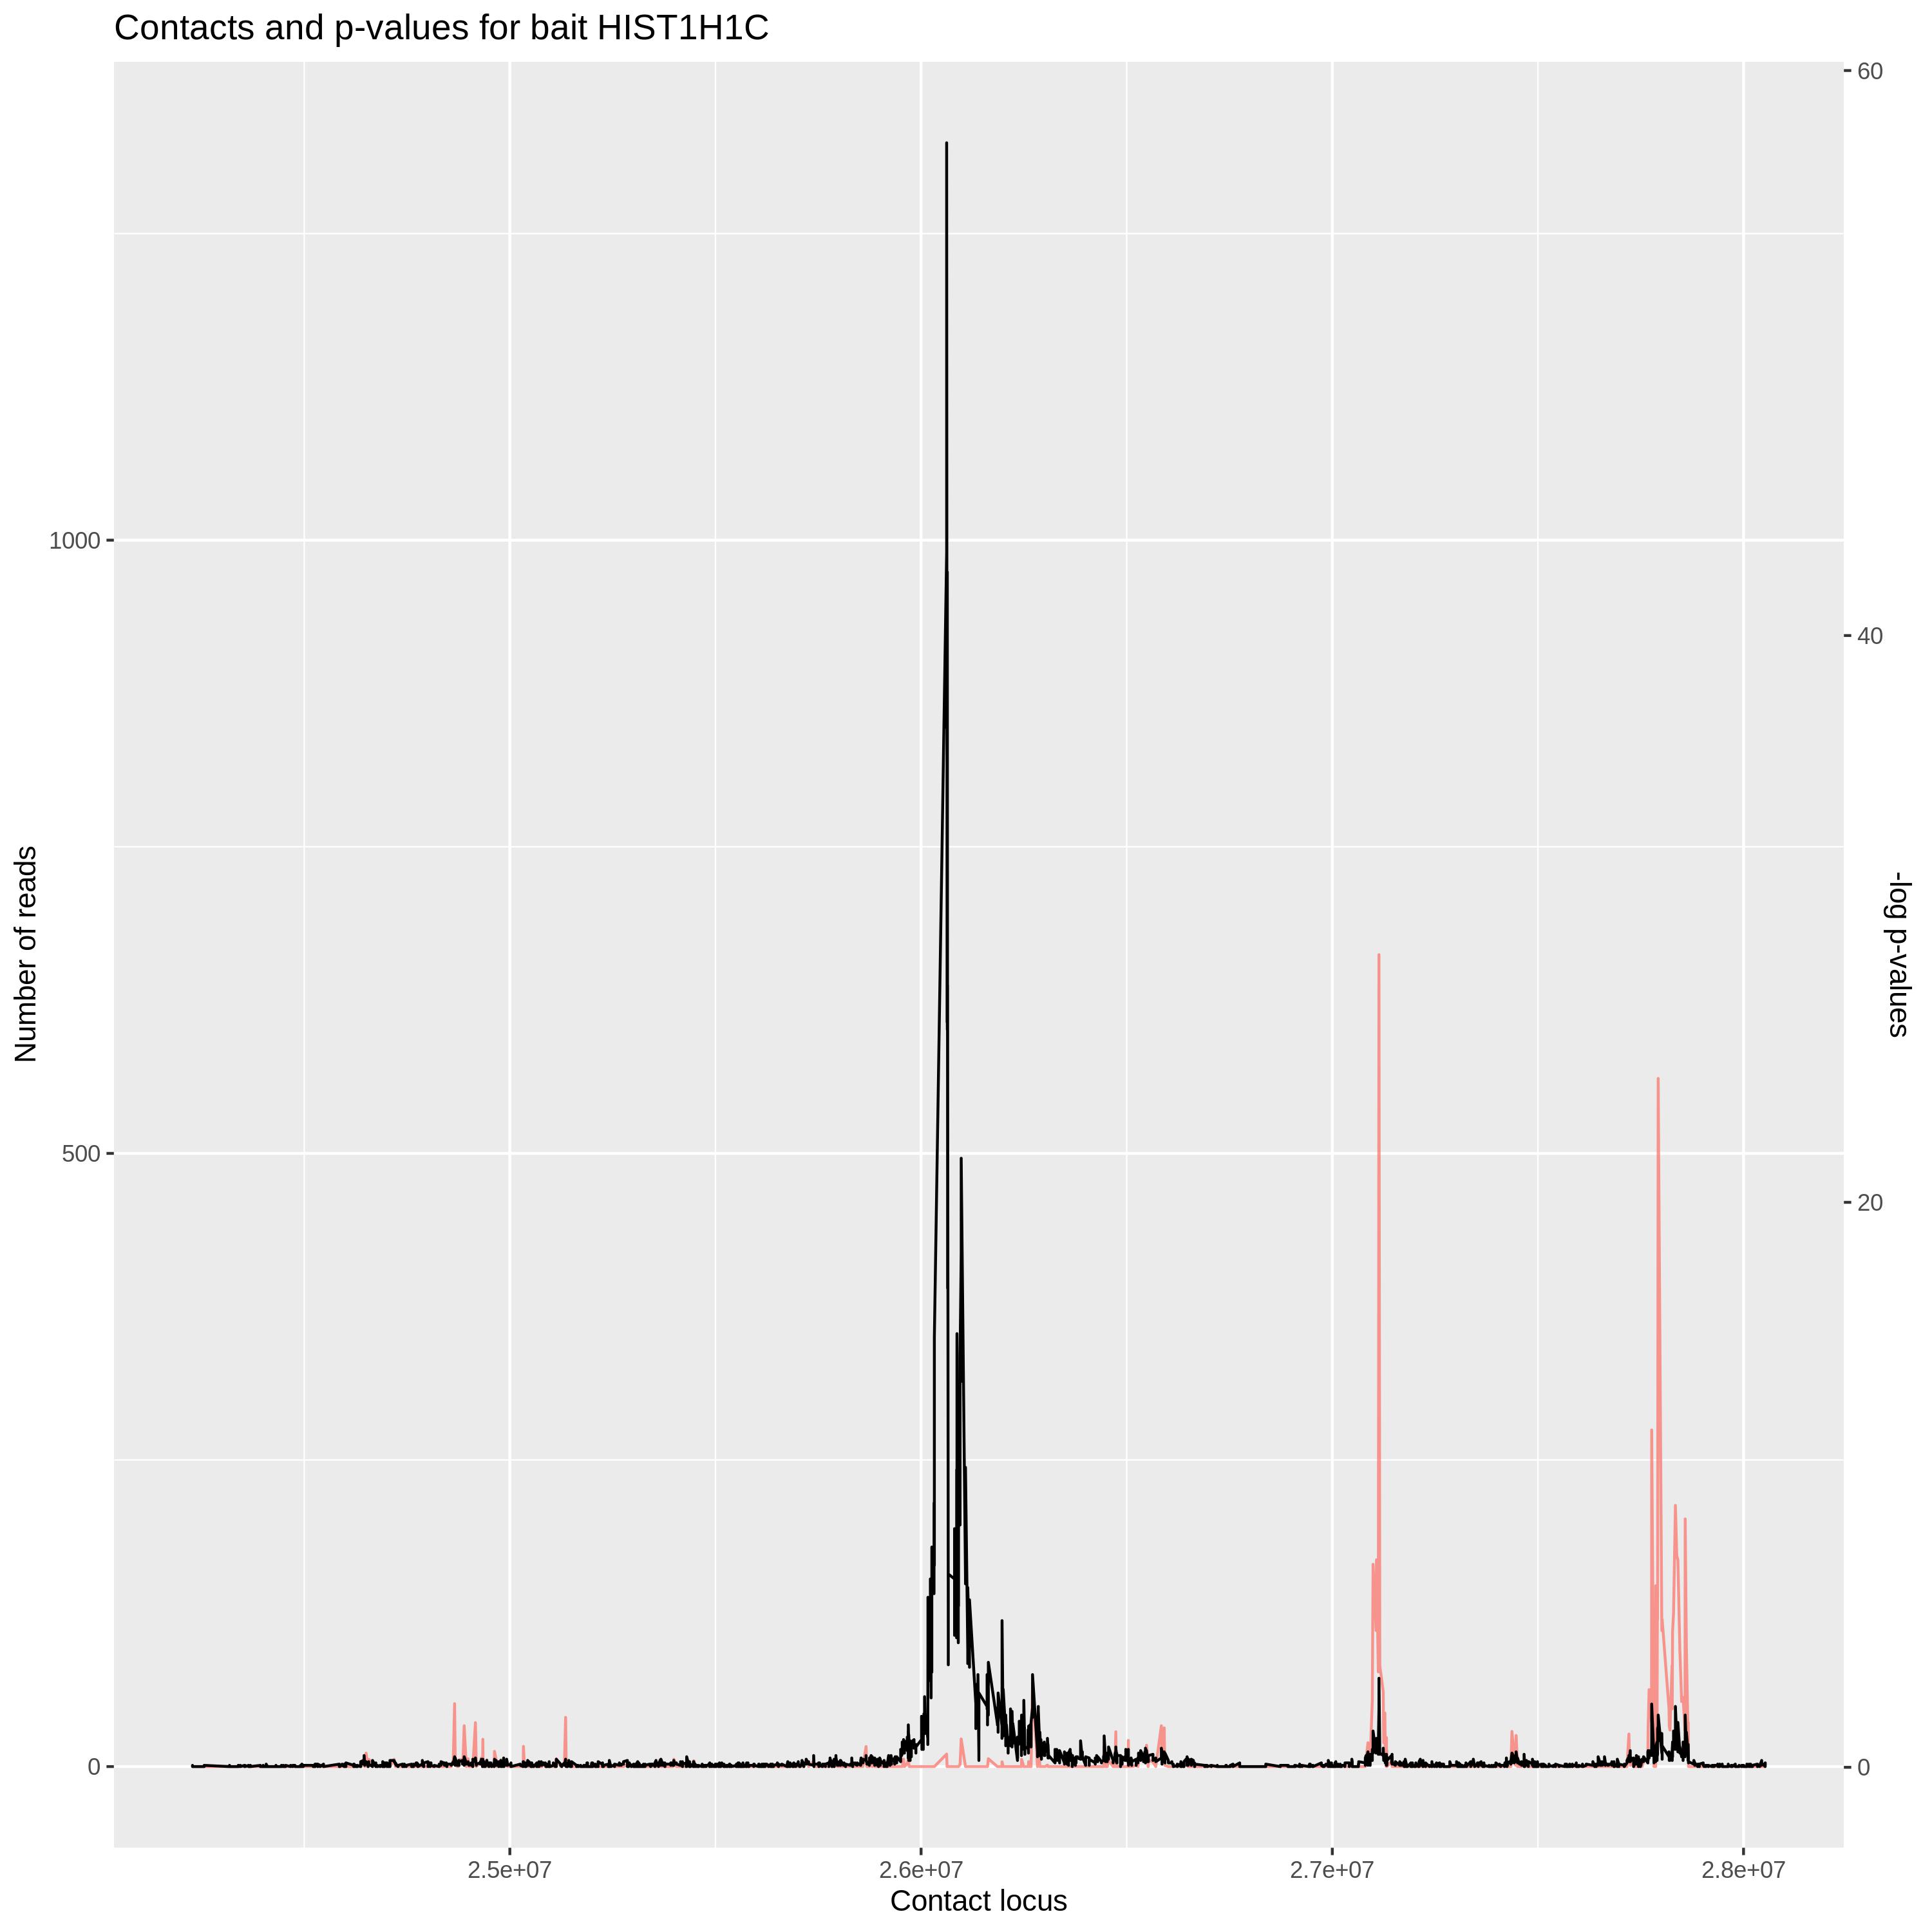 Contacts and p-values for bait HIST1H1C
60
1000
40
Number of reads
-log p-values
500
20
0
0
2.5e+07
2.6e+07
2.7e+07
2.8e+07
Contact locus